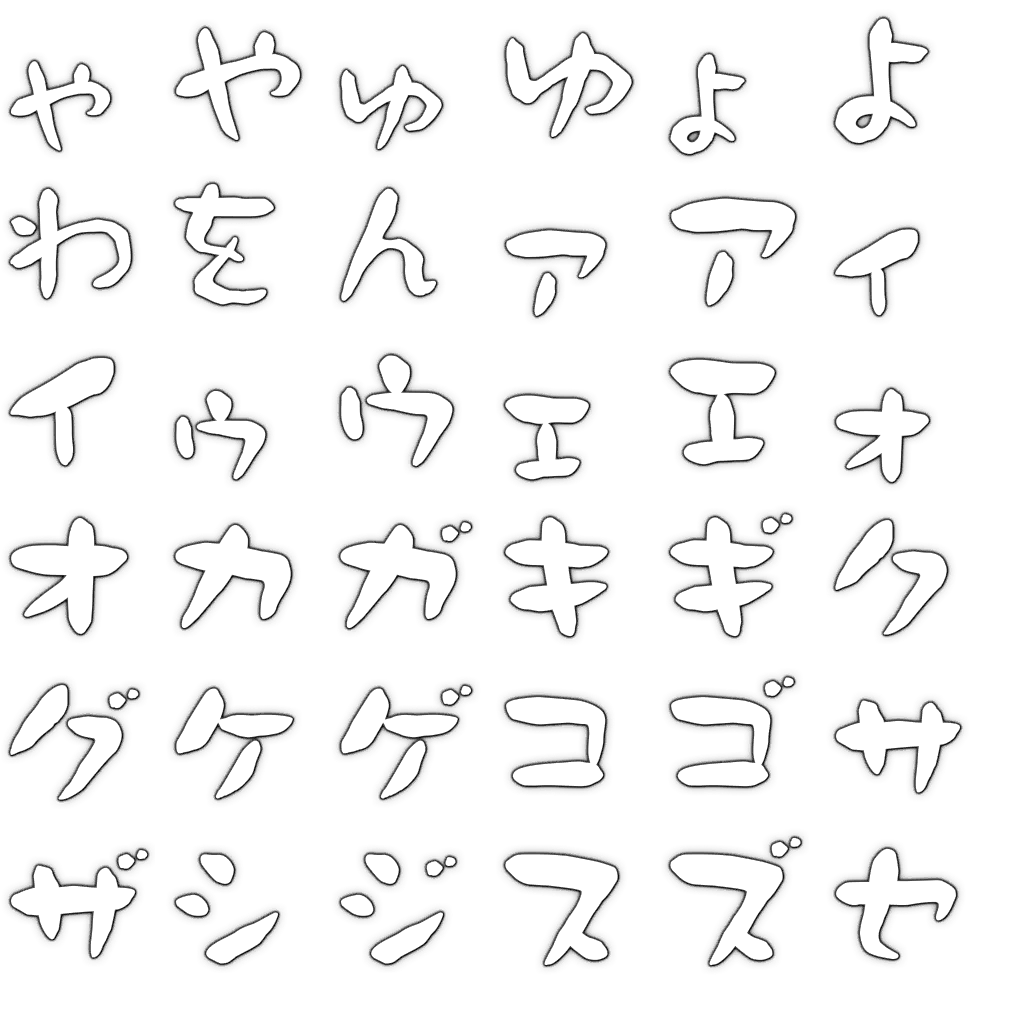 ゃやゅゆょよ
わをんァアィ
イゥウェエォ
オカガキギク
グケゲコゴサ
ザシジスズセ